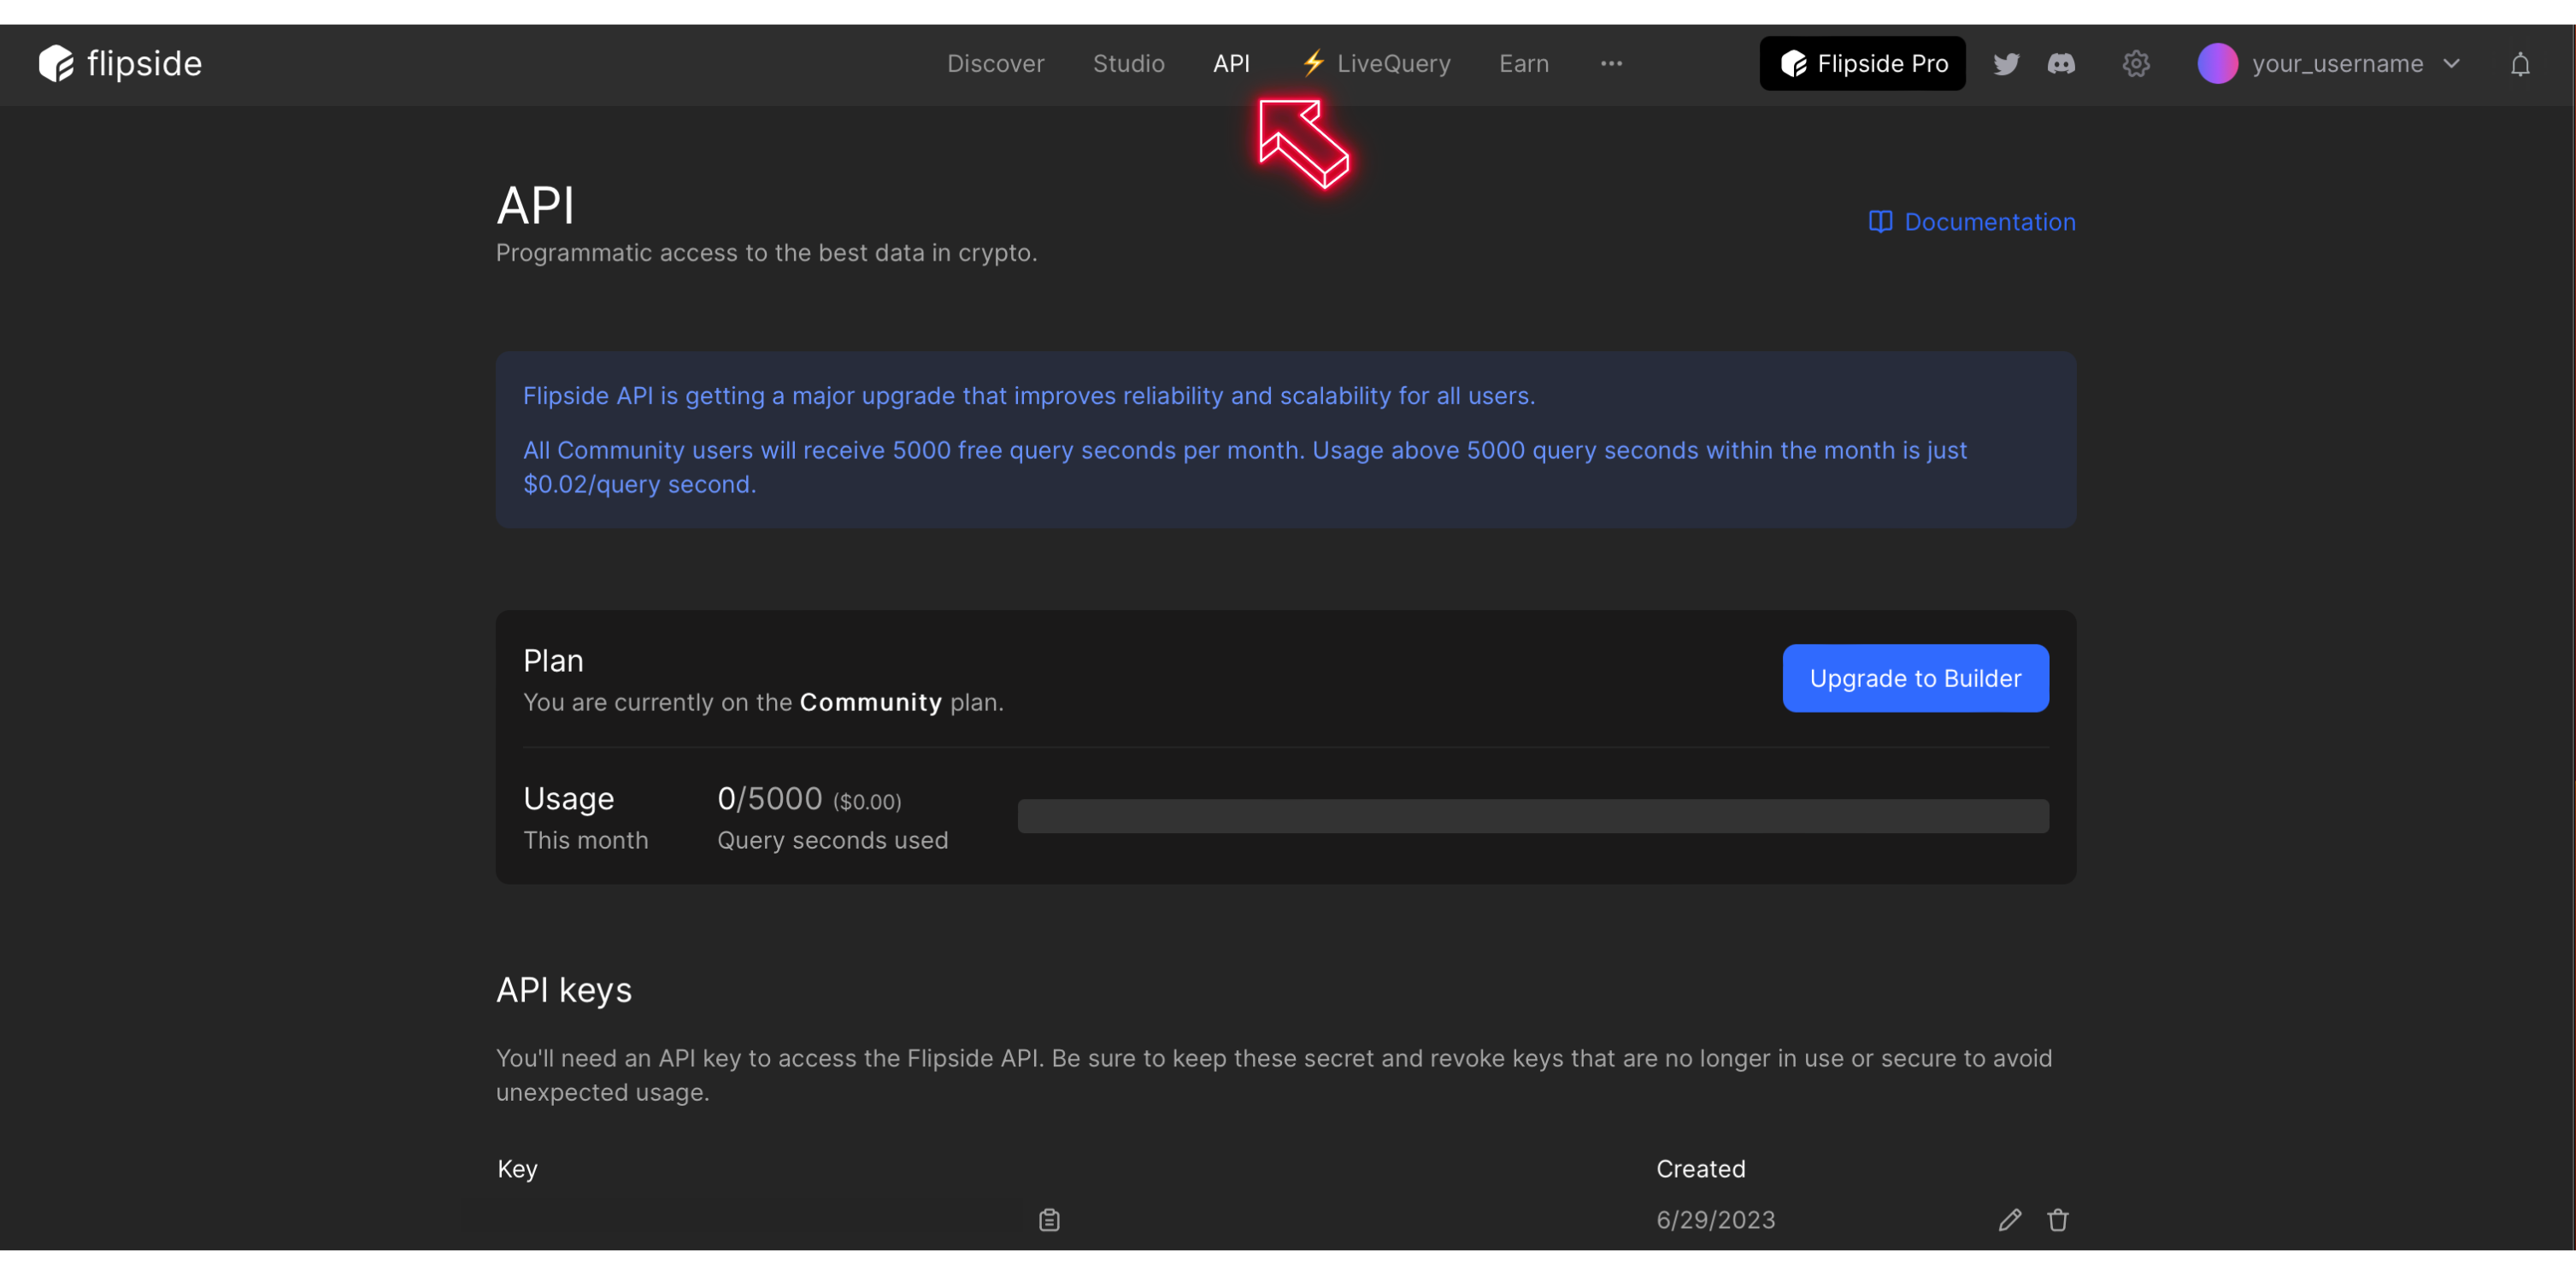 flipside Discover Studio API LiveQuery Earn Flipside Pro your_username
API
Documentation
Programmatic access to the best data in crypto.
Flipside API is getting a major upgrade that improves reliability and scalability for all users.
All Community users will receive 5000 free query seconds per month. Usage above 5000 query seconds within the month is just
$0.02/query second.
Plan
Upgrade to Builder
You are currently on the Community plan.
Usage 0/5000 ($0.00)
This month Query seconds used
API keys
You'll need an API key to access the Flipside API. Be sure to keep these secret and revoke keys that are no longer in use or secure to avoid
unexpected usage.
Key Created
6/29/2023